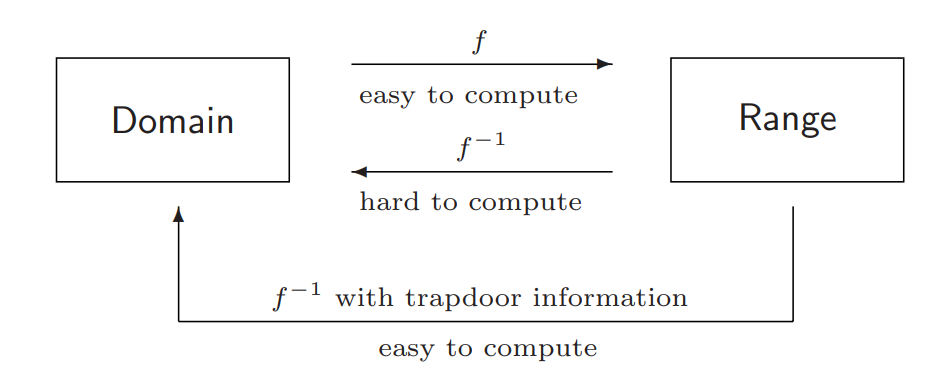 f
Domain
easy to compute
Range
f⁻¹
hard to compute
f⁻¹ with trapdoor information
easy to compute